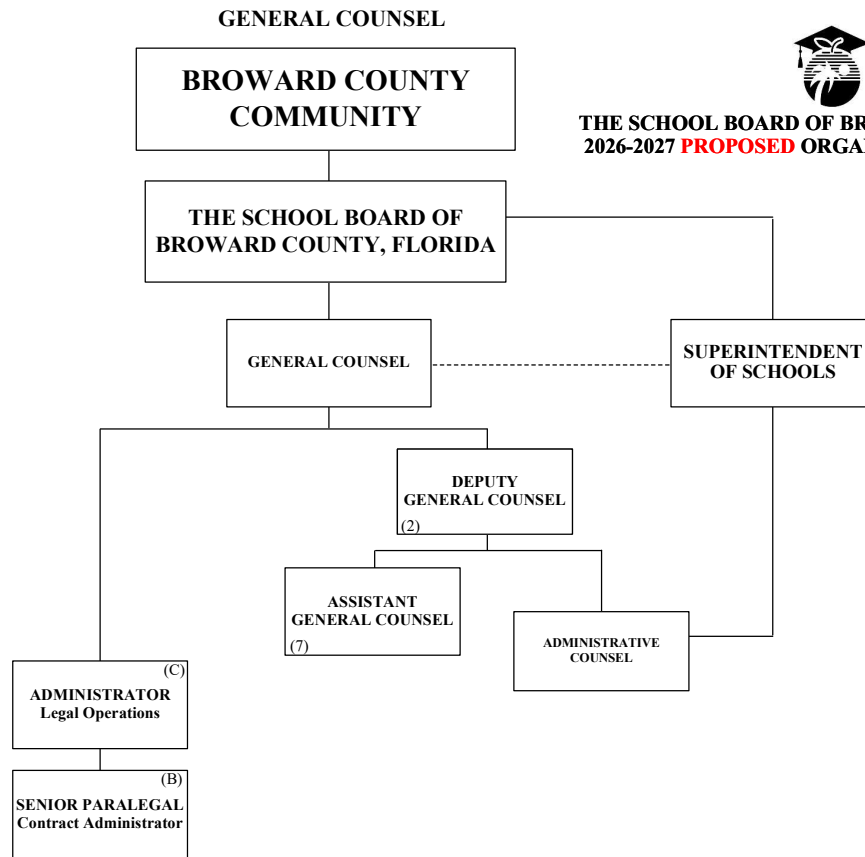 GENERAL COUNSEL
BROWARD COUNTY
COMMUNITY
THE SCHOOL BOARD OF
2026-2027 PROPOSED
THE SCHOOL BOARD OF
BROWARD COUNTY, FLORIDA
GENERAL COUNSEL
SUPERINTENDENT
OF SCHOOLS
DEPUTY
GENERAL COUNSEL
(2)
ASSISTANT
GENERAL COUNSEL
(7)
ADMINISTRATIVE
COUNSEL
(C)
ADMINISTRATOR
Legal Operations
(B)
SENIOR PARALEGAL
Contract Administrator